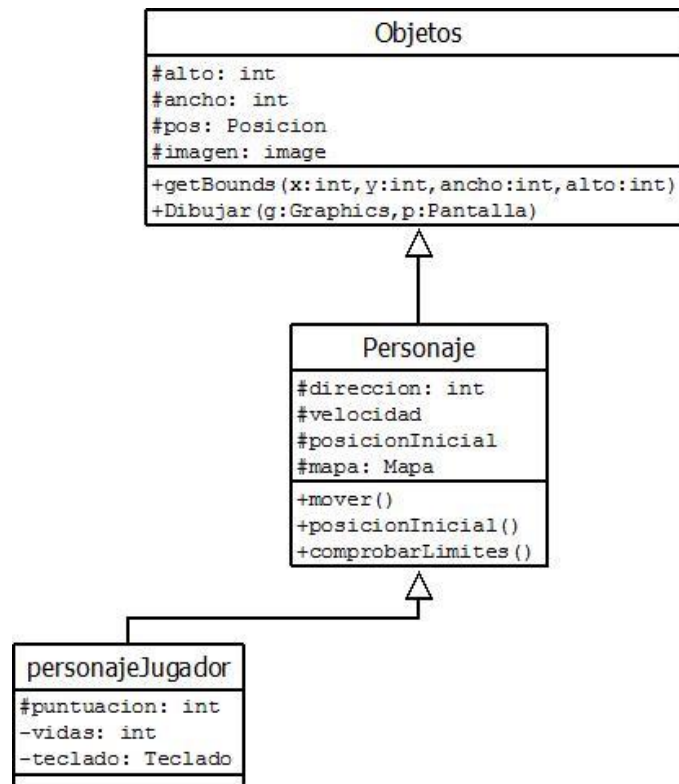 Objetos
#alto: int
#ancho: int
#pos: Posicion
#imagen: image
+getBounds(x:int,y:int,ancho:int,alto:int)
+Dibujar(g:Graphics,p:Pantalla)
Personaje
#direccion: int
#velocidad
#posicionInicial
#mapa: Mapa
+mover()
+posicionInicial()
+comprobarLimites()
personajeJugador
#puntuacion: int
-vidas: int
-teclado: Teclado